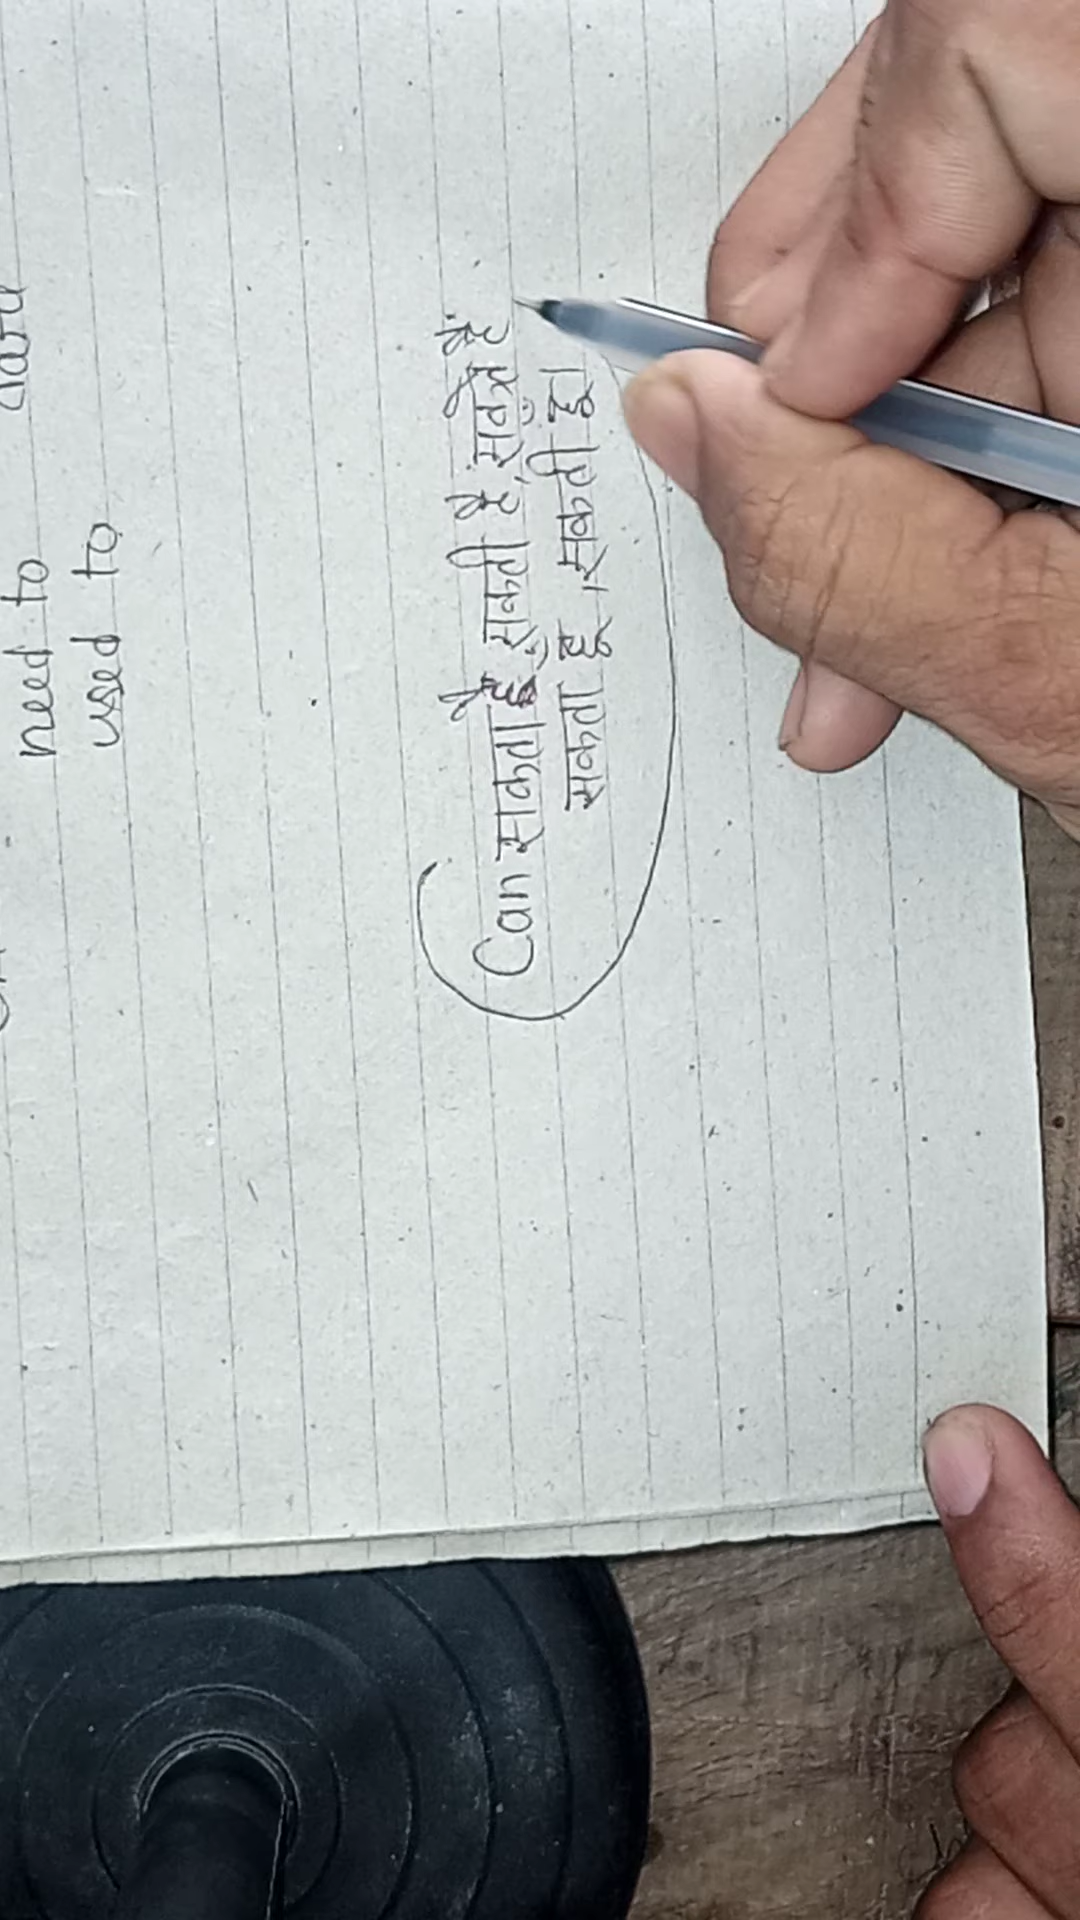 need to
used to
Can सकता है, सकती है, सकते हैं
सकता हूँ, सकती हूँ।